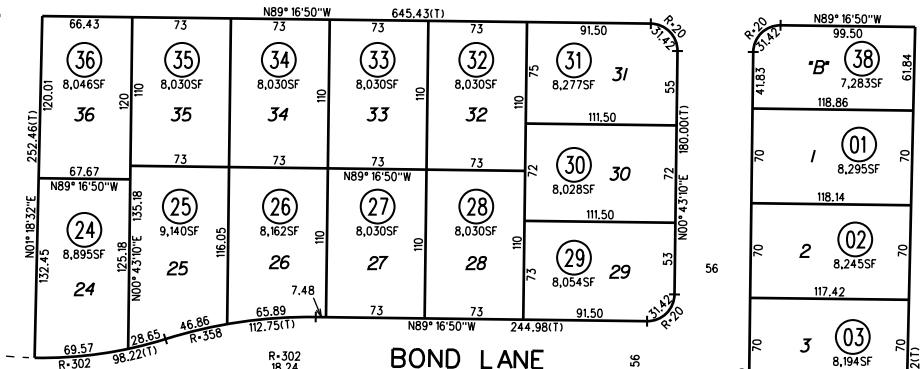 N89° 16'50"W 645.43(T)
66.43 73 73 73 73 91.50 31.42 R=20
R=20 31.42 N89° 16'50"W
99.50
36 35 34 33 32 31 31
8,046SF 8,030SF 8,030SF 8,030SF 8,030SF 8,277SF
"B" 38
7,283SF
120.01 120 110 110 110 110 75 55
41.83 61.84
36 35 34 33 32
252.46(T) 180.00(T)
111.50
118.86
67.67 73 73 73 73
N89° 16'50"W N89° 16'50"W
30 30
8,028SF
72 72
1 01
8,295SF
70 70
118.14
N01° 18'32"E
24 25 26 27 28
8,895SF 9,140SF 8,162SF 8,030SF 8,030SF
135.18
111.50
N00° 43'10"E
132.45 125.18 N00° 43'10"E 116.05 110 110 110
24 25 26 27 28
73 29 29 53
8,054SF
56
2 02
8,245SF
70 70
117.42
7.48
69.57 28.65 46.86 65.89 73 73 91.50 31.42
R=302 98.22(T) R=358 112.75(T) N89° 16'50"W 244.98(T) R=20
R=302
18.24
BOND LANE
56
3 03
8,194SF
70 70
2(T)